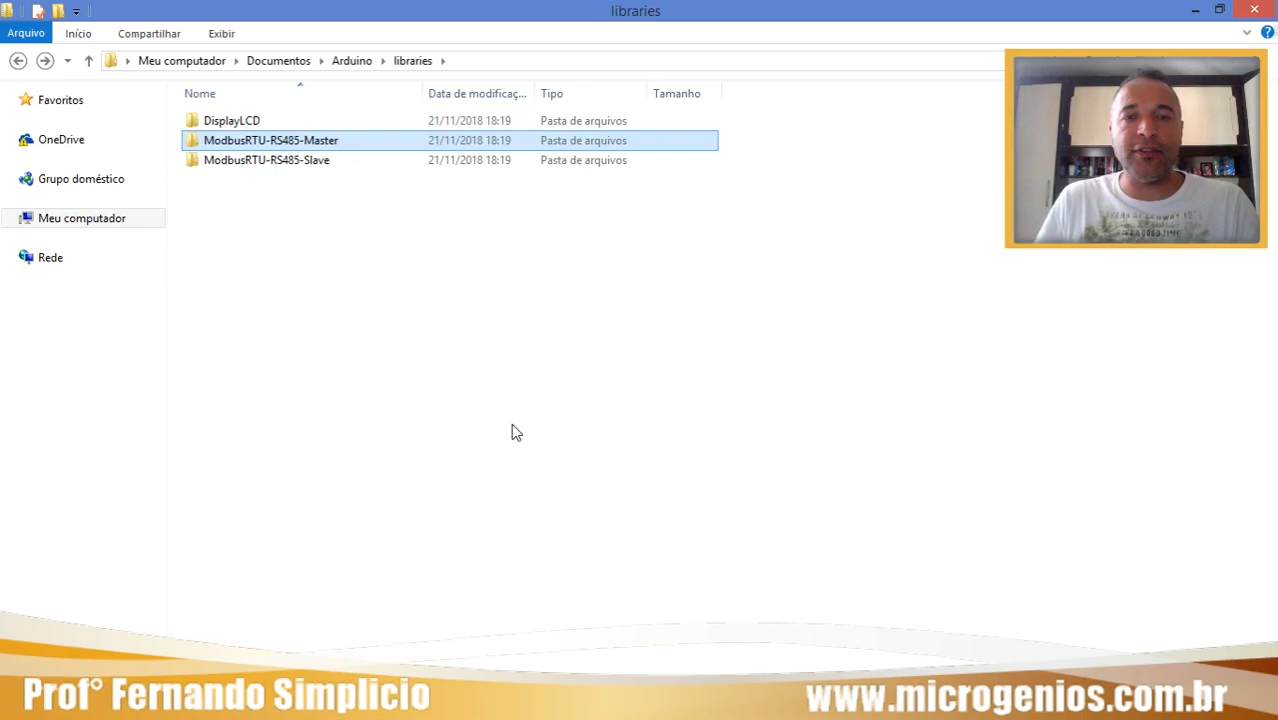 libraries
Arquivo Início Compartilhar Exibir
Meu computador Documentos Arduino libraries
Nome Data de modificaç... Tipo Tamanho
Favoritos
OneDrive
Grupo doméstico
Meu computador
Rede
DisplayLCD 21/11/2018 18:19 Pasta de arquivos
ModbusRTU-RS485-Master 21/11/2018 18:19 Pasta de arquivos
ModbusRTU-RS485-Slave 21/11/2018 18:19 Pasta de arquivos
Prof° Fernando Simplicio
www.microgenios.com.br